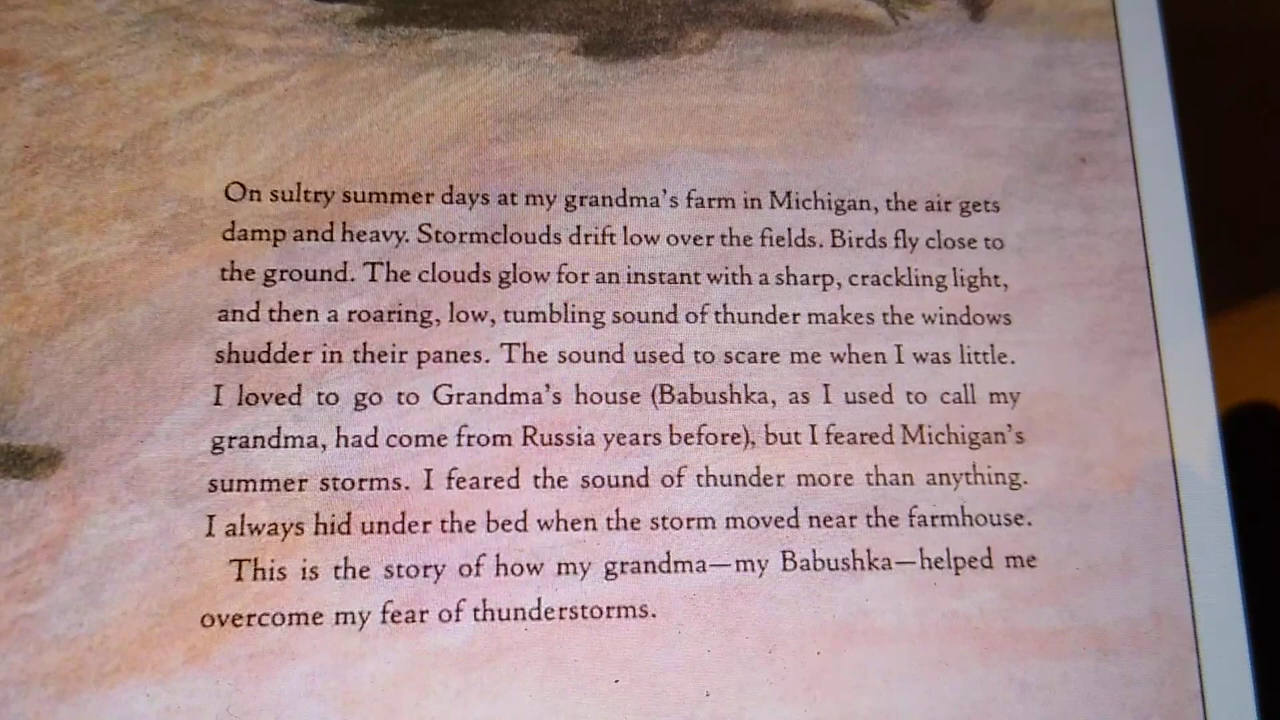 On sultry summer days at my grandma's farm in Michigan, the air gets
damp and heavy. Stormclouds drift low over the fields. Birds fly close to
the ground. The clouds glow for an instant with a sharp, crackling light,
and then a roaring, low, tumbling sound of thunder makes the windows
shudder in their panes. The sound used to scare me when I was little.
I loved to go to Grandma's house (Babushka, as I used to call my
grandma, had come from Russia years before), but I feared Michigan's
summer storms. I feared the sound of thunder more than anything.
I always hid under the bed when the storm moved near the farmhouse.
This is the story of how my grandma—my Babushka—helped me
overcome my fear of thunderstorms.